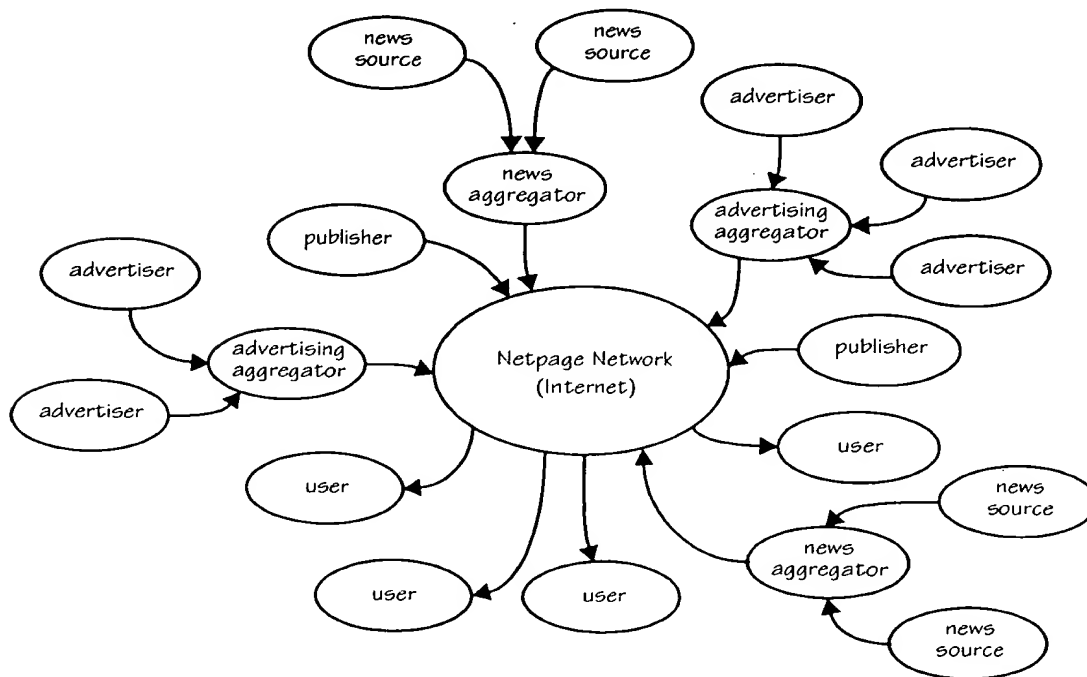 news
source
news
source
advertiser
advertiser
news
aggregator
advertising
aggregator
publisher
advertiser
advertiser
advertising
aggregator
Netpage Network
(Internet)
publisher
advertiser
user
user
news
source
news
aggregator
user
user
news
source